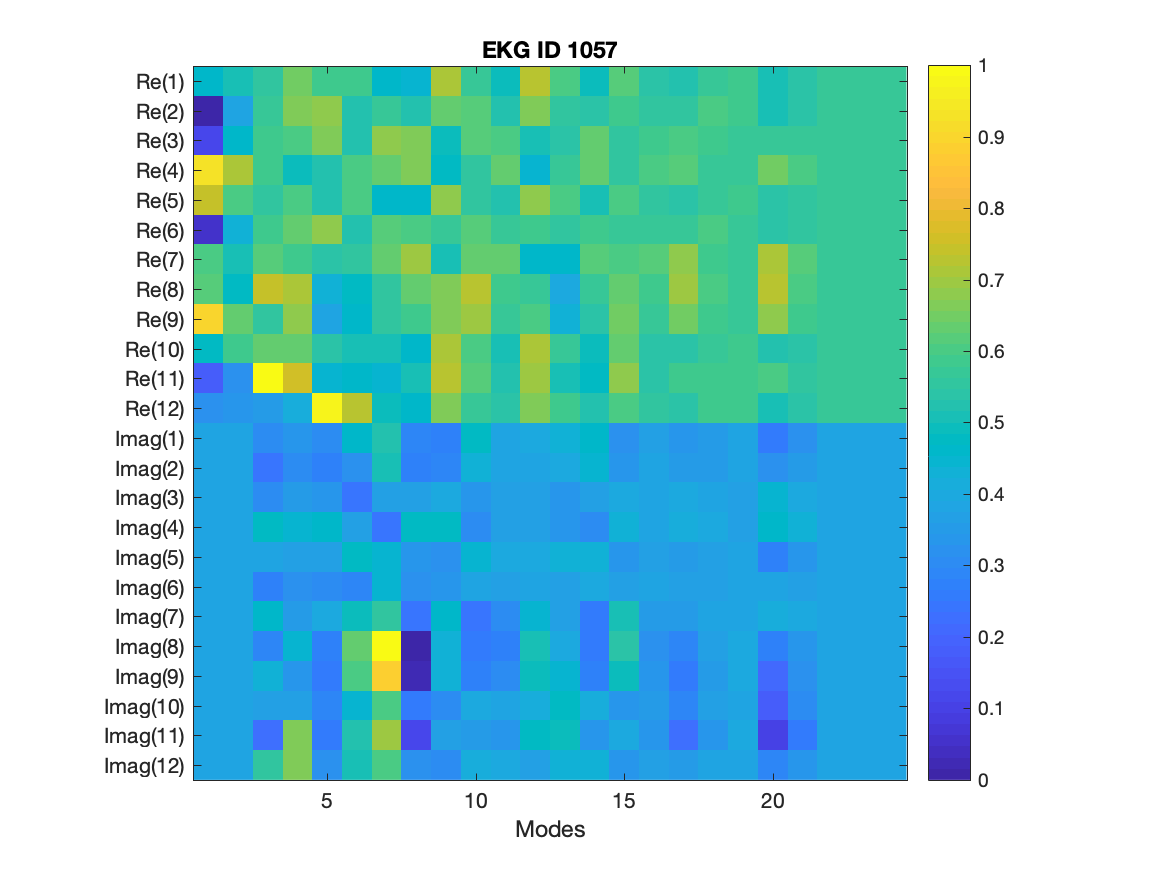 EKG ID 1057
Re(1)
Re(2)
Re(3)
Re(4)
Re(5)
Re(6)
Re(7)
Re(8)
Re(9)
Re(10)
Re(11)
Re(12)
Imag(1)
Imag(2)
Imag(3)
Imag(4)
Imag(5)
Imag(6)
Imag(7)
Imag(8)
Imag(9)
Imag(10)
Imag(11)
Imag(12)
5 10 15 20
Modes
1
0.9
0.8
0.7
0.6
0.5
0.4
0.3
0.2
0.1
0